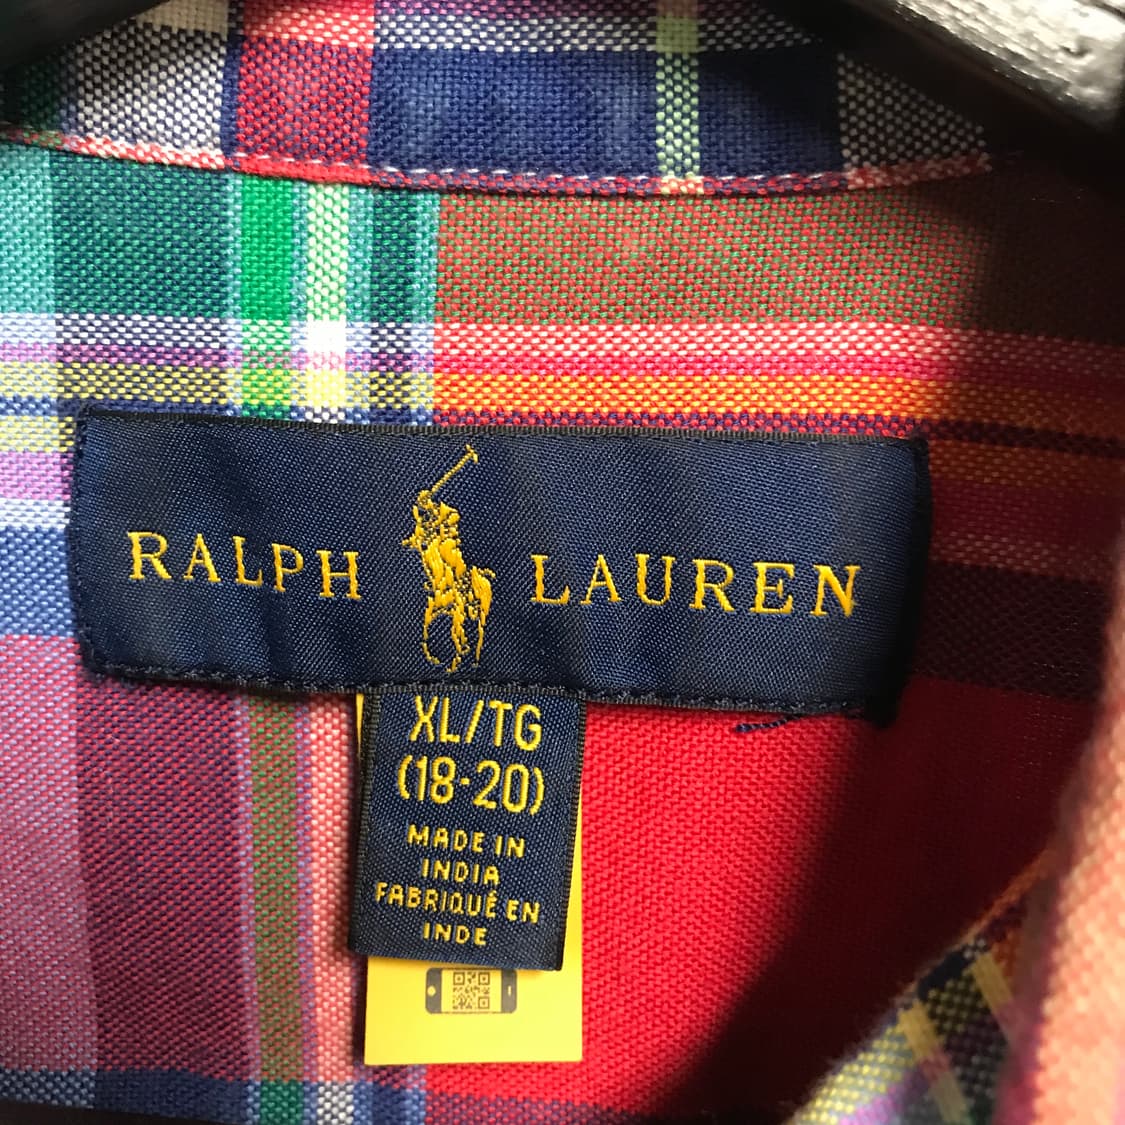 RALPH LAUREN
XL/TG
(18-20)
MADE IN
INDIA
FABRIQUÉ EN
INDE